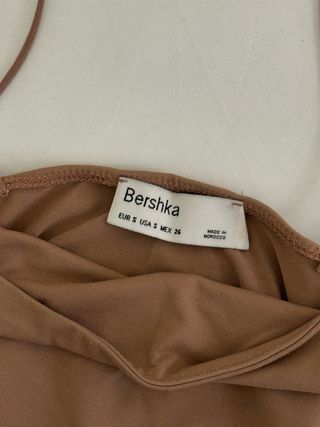 Bershka
EUR S USA S MEX 26
MADE IN
MOROCCO